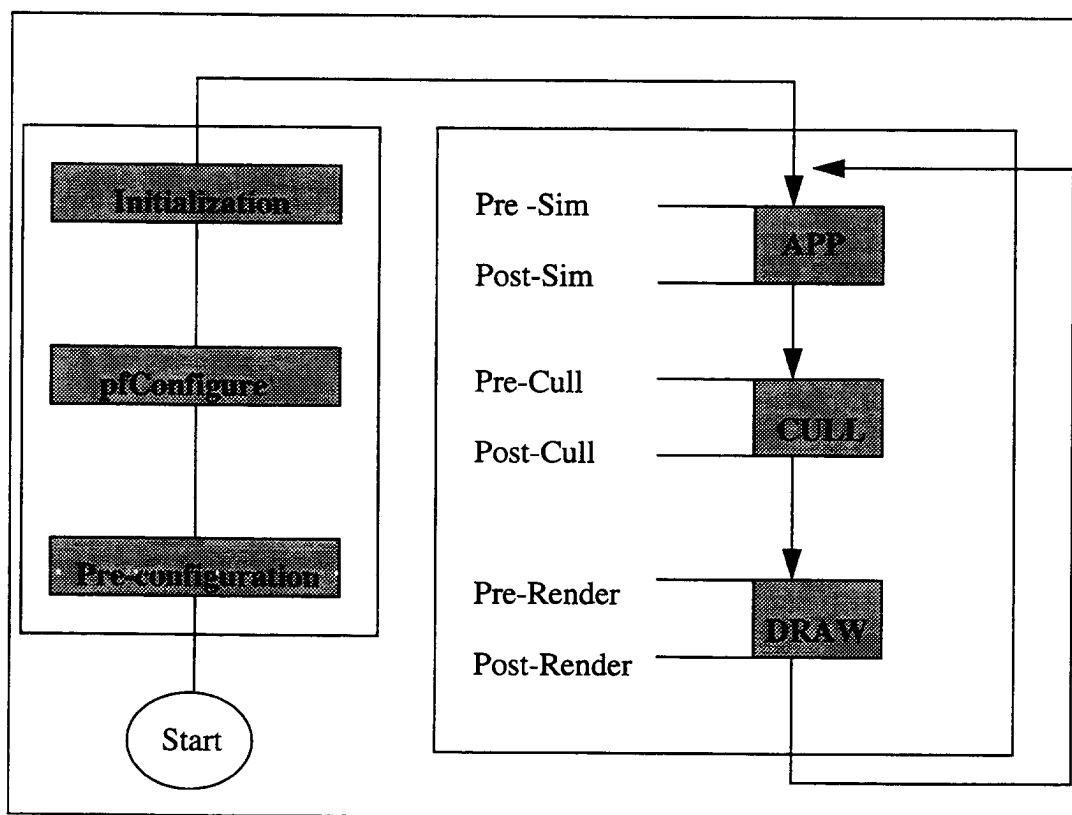 Initialization
pfConfigure
Pre-configuration
Start
Pre -Sim
APP
Post-Sim
Pre-Cull
CULL
Post-Cull
Pre-Render
DRAW
Post-Render